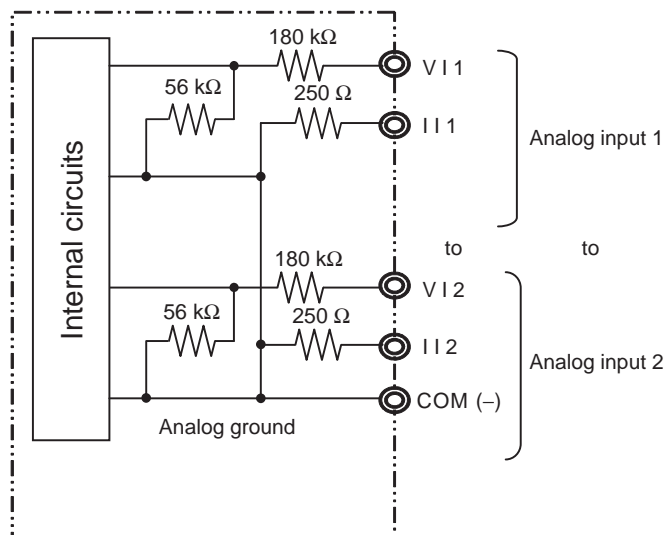 180 kΩ
V I 1
56 kΩ
250 Ω
I I 1
Analog input 1
Internal circuits
to
to
180 kΩ
V I 2
56 kΩ
250 Ω
I I 2
Analog input 2
COM (–)
Analog ground